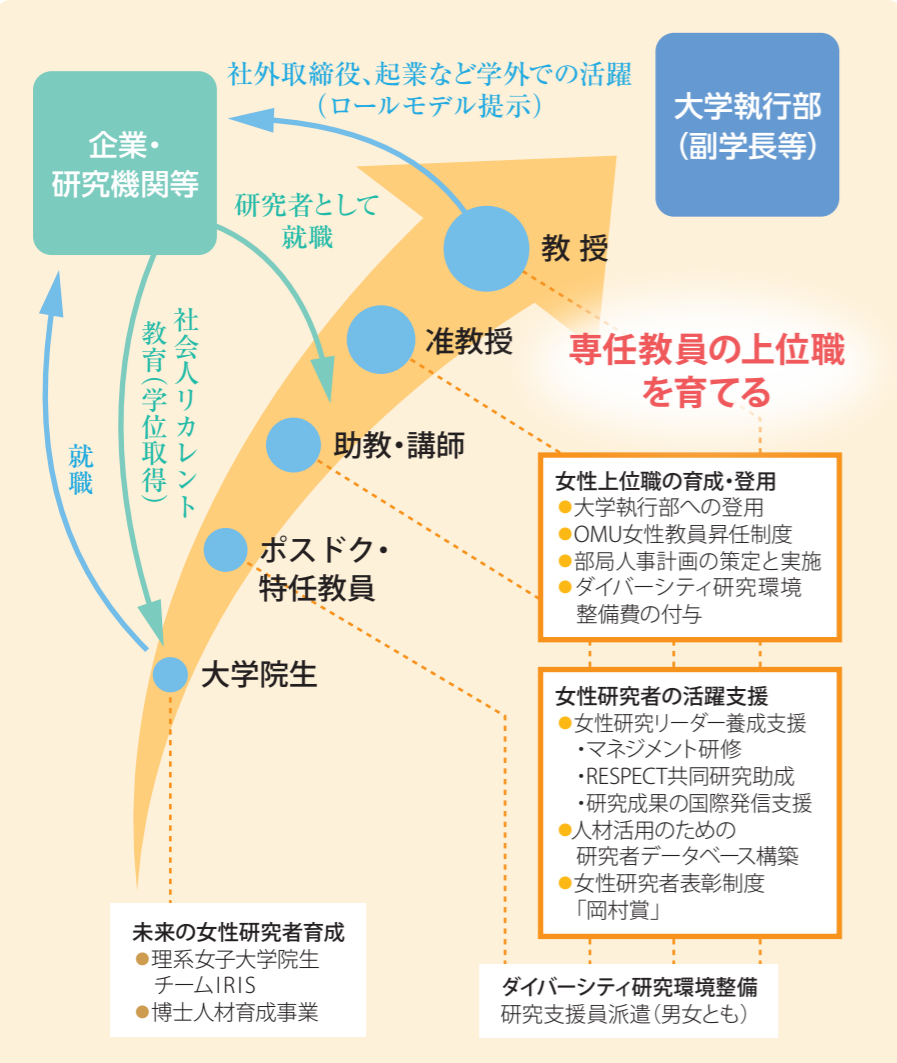 社外取締役、起業など学外での活躍
（ロールモデル提示）
大学執行部
（副学長等）
企業・
研究機関等
研究者として
就職
教 授
准教授
専任教員の上位職
を育てる
社会人リカレント
教育（学位取得）
就職
助教・講師
ポスドク・
特任教員
大学院生
女性上位職の育成・登用
●大学執行部への登用
●OMU女性教員昇任制度
●部局人事計画の策定と実施
●ダイバーシティ研究環境
整備費の付与
女性研究者の活躍支援
●女性研究リーダー養成支援
・マネジメント研修
・RESPECT共同研究助成
・研究成果の国際発信支援
●人材活用のための
研究者データベース構築
●女性研究者表彰制度
「岡村賞」
未来の女性研究者育成
●理系女子大学院生
チームIRIS
●博士人材育成事業
ダイバーシティ研究環境整備
研究支援員派遣（男女とも）